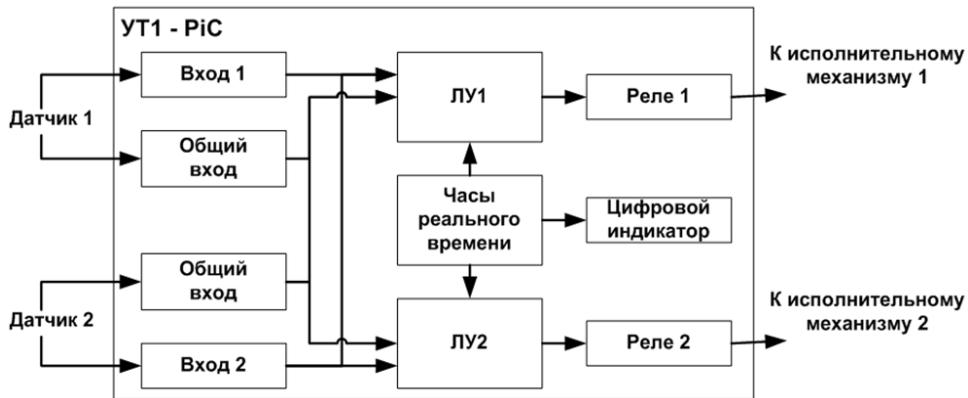 УТ1 - PiC
Датчик 1
Вход 1
Общий
вход
ЛУ1
Реле 1
К исполнительному
механизму 1
Часы
реального
времени
Цифровой
индикатор
Датчик 2
Общий
вход
Вход 2
ЛУ2
Реле 2
К исполнительному
механизму 2